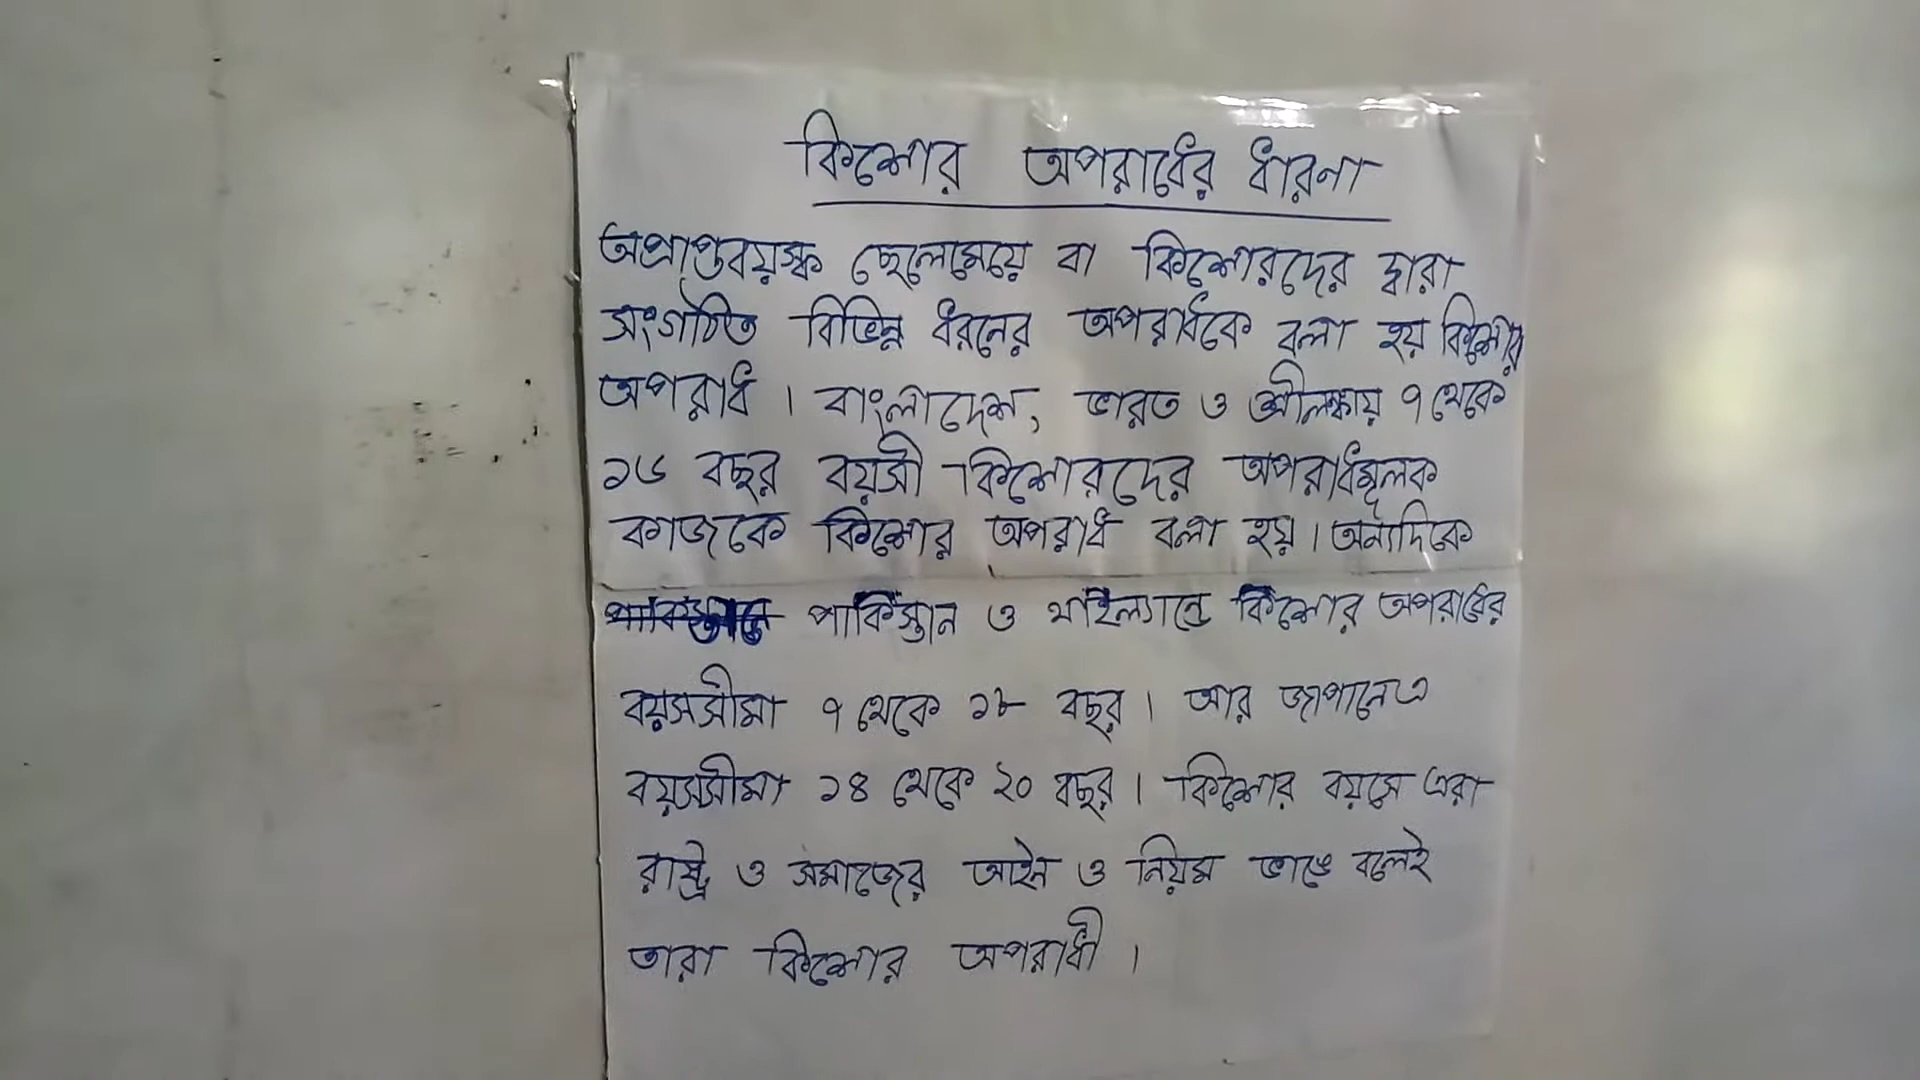 কিশোর অপরাধের ধারনা
অপ্রাপ্তবয়স্ক ছেলেমেয়ে বা কিশোরদের দ্বারা
সংগঠিত বিভিন্ন ধরনের অপরাধকে বলা হয় কিশোর
অপরাধ। বাংলাদেশ, ভারত ও শ্রীলঙ্কায় ৭ থেকে
১৬ বছর বয়সী কিশোরদের অপরাধমূলক
কাজকে কিশোর অপরাধ বলা হয়। অন্যদিকে
পাকিস্তান ও থাইল্যান্ডে কিশোর অপরাধের
বয়সসীমা ৭ থেকে ১৮ বছর। আর জাপানে এ
বয়সসীমা ১৪ থেকে ২০ বছর। কিশোর বয়সে এরা
রাষ্ট্র ও সমাজের আইন ও নিয়ম ভাঙে বলেই
তারা কিশোর অপরাধী।